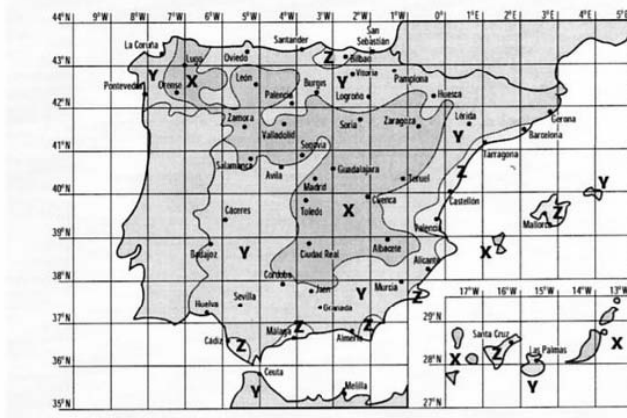 9°W 8°W 7°W 6°W 5°W 4°W 3°W 2°W 1°W 0° 1°E 2°E 3°E 4°E
44°N
43°N
42°N
41°N
40°N
39°N
38°N
37°N
36°N
35°N
La Coruña
Lugo
Oviedo
Santander
San
Sebastián
Z
Bilbao
Y
X
Orense
Pontevedra
León
Burgos
Y
Vitoria
Pamplona
Palencia
Logroño
Huesca
Zamora
Valladolid
Soria
Zaragoza
Lérida
Gerona
Y
Barcelona
Salamanca
Segovia
Tarragona
Avila
Guadalajara
Teruel
Z
Madrid
Castellón
Y
Cáceres
Toledo
X
Cuenca
Valencia
Mallorca
Z
Badajoz
Y
Ciudad Real
Albacete
X
Alicante
Córdoba
Jaén
Y
Murcia
Z
Huelva
Sevilla
Granada
Málaga
Z
Almería
Z
Cádiz
Z
Ceuta
Y
Melilla
17°W 16°W 15°W 14°W 13°W
29°N
28°N
27°N
Santa Cruz
Las Palmas
X
Z
Y
X